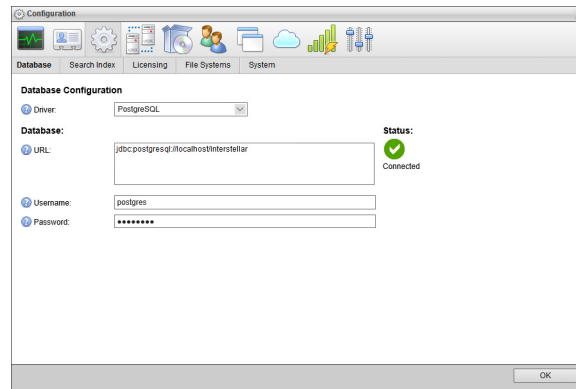 Configuration
Database Search Index Licensing File Systems System
Database Configuration
Driver: PostgreSQL
Database: Status:
URL: jdbc:postgresql://localhost/interstellar
Connected
Username: postgres
Password: ••••••••
OK